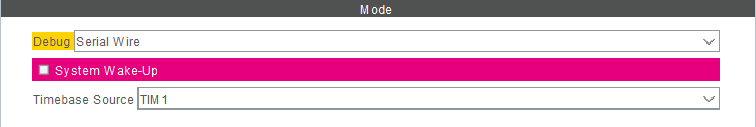 Mode
Debug Serial Wire
System Wake-Up
Timebase Source TIM1